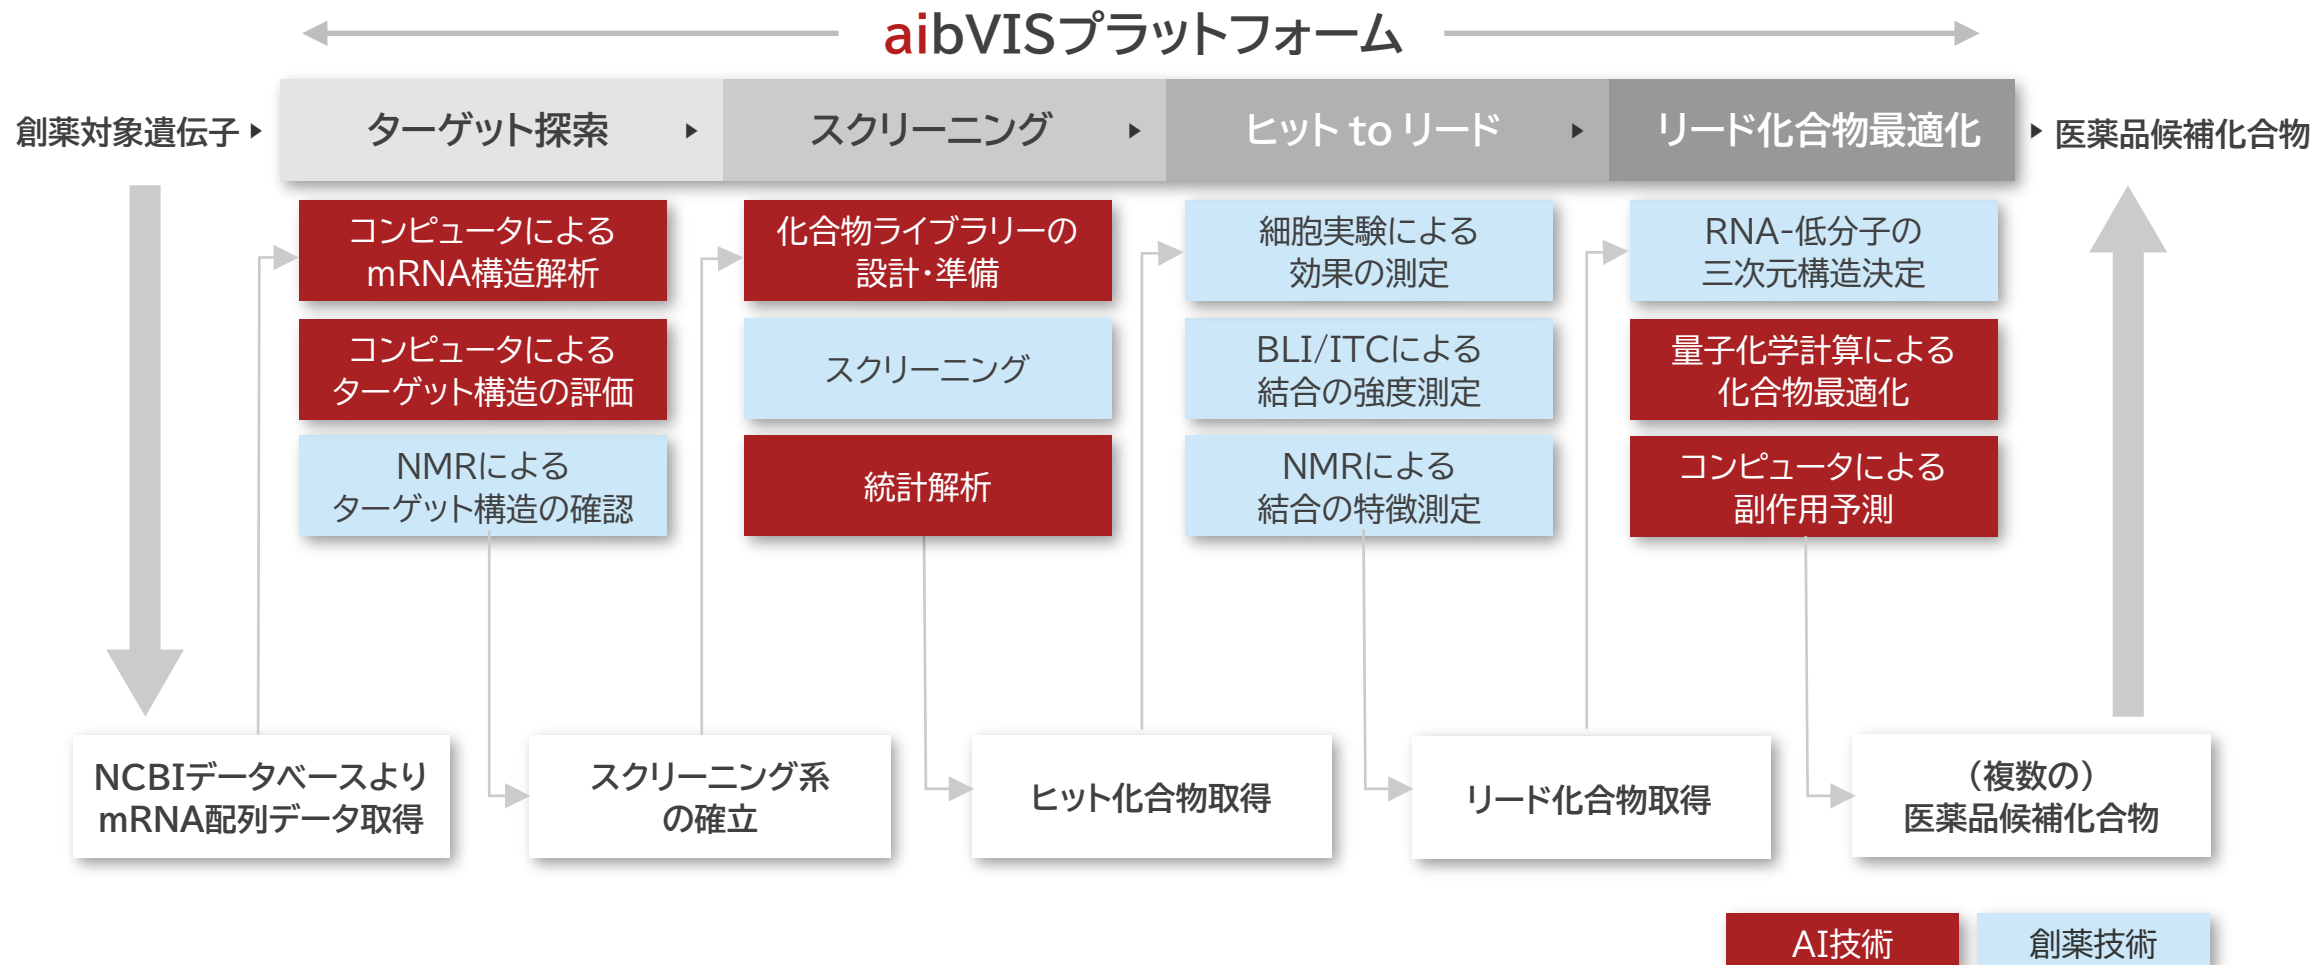 aibVISプラットフォーム
創薬対象遺伝子
ターゲット探索
スクリーニング
ヒット to リード
リード化合物最適化
医薬品候補化合物
コンピュータによる
mRNA構造解析
コンピュータによる
ターゲット構造の評価
NMRによる
ターゲット構造の確認
化合物ライブラリーの
設計・準備
スクリーニング
統計解析
細胞実験による
効果の測定
BLI/ITCによる
結合の強度測定
NMRによる
結合の特徴測定
RNA-低分子の
三次元構造決定
量子化学計算による
化合物最適化
コンピュータによる
副作用予測
NCBIデータベースより
mRNA配列データ取得
スクリーニング系
の確立
ヒット化合物取得
リード化合物取得
（複数の）
医薬品候補化合物
AI技術
創薬技術